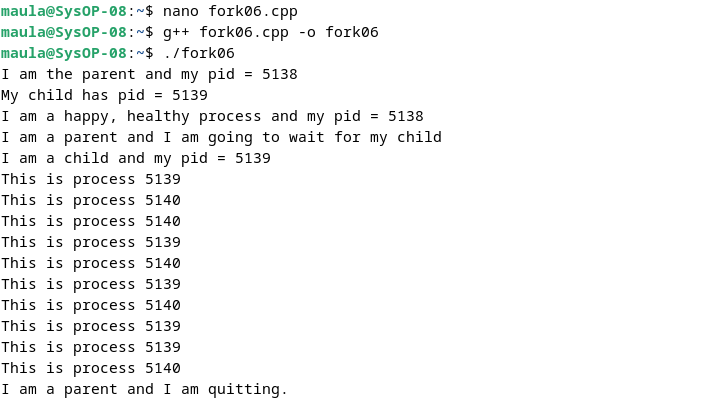 maula@SysOP-08:~$ nano fork06.cpp
maula@SysOP-08:~$ g++ fork06.cpp -o fork06
maula@SysOP-08:~$ ./fork06
I am the parent and my pid = 5138
My child has pid = 5139
I am a happy, healthy process and my pid = 5138
I am a parent and I am going to wait for my child
I am a child and my pid = 5139
This is process 5139
This is process 5140
This is process 5140
This is process 5139
This is process 5140
This is process 5139
This is process 5140
This is process 5139
This is process 5139
This is process 5140
I am a parent and I am quitting.